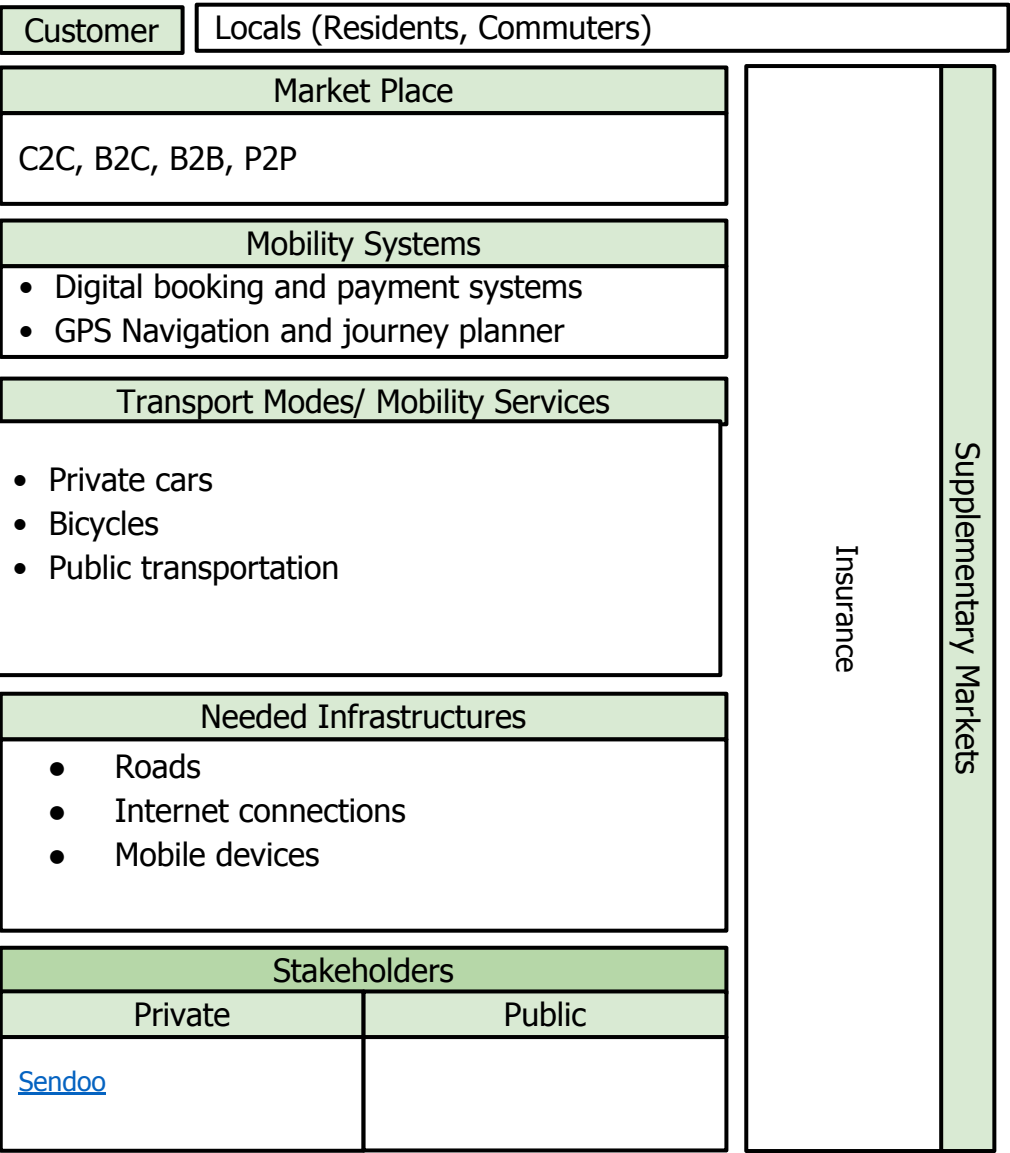 Customer
Locals (Residents, Commuters)
Market Place
C2C, B2C, B2B, P2P
Mobility Systems
• Digital booking and payment systems
• GPS Navigation and journey planner
Transport Modes/ Mobility Services
• Private cars
• Bicycles
• Public transportation
Needed Infrastructures
● Roads
● Internet connections
● Mobile devices
Stakeholders
Private
Public
Sendoo
Insurance
Supplementary Markets